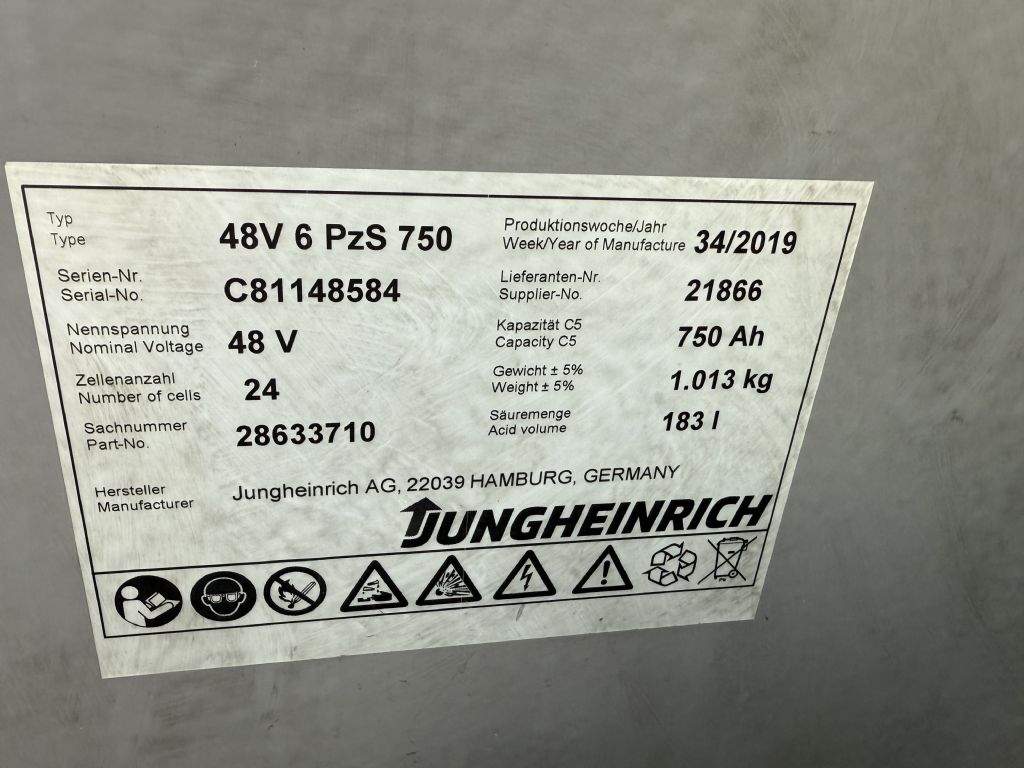 Typ
Type 48V 6 PzS 750
Produktionswoche/Jahr
Week/Year of Manufacture 34/2019
Serien-Nr.
Serial-No. C81148584
Lieferanten-Nr.
Supplier-No. 21866
Nennspannung
Nominal Voltage 48 V
Kapazität C5
Capacity C5 750 Ah
Zellenanzahl
Number of cells 24
Gewicht ± 5%
Weight ± 5% 1.013 kg
Sachnummer
Part-No. 28633710
Säuremenge
Acid volume 183 l
Hersteller
Manufacturer Jungheinrich AG, 22039 HAMBURG, GERMANY
JUNGHEINRICH